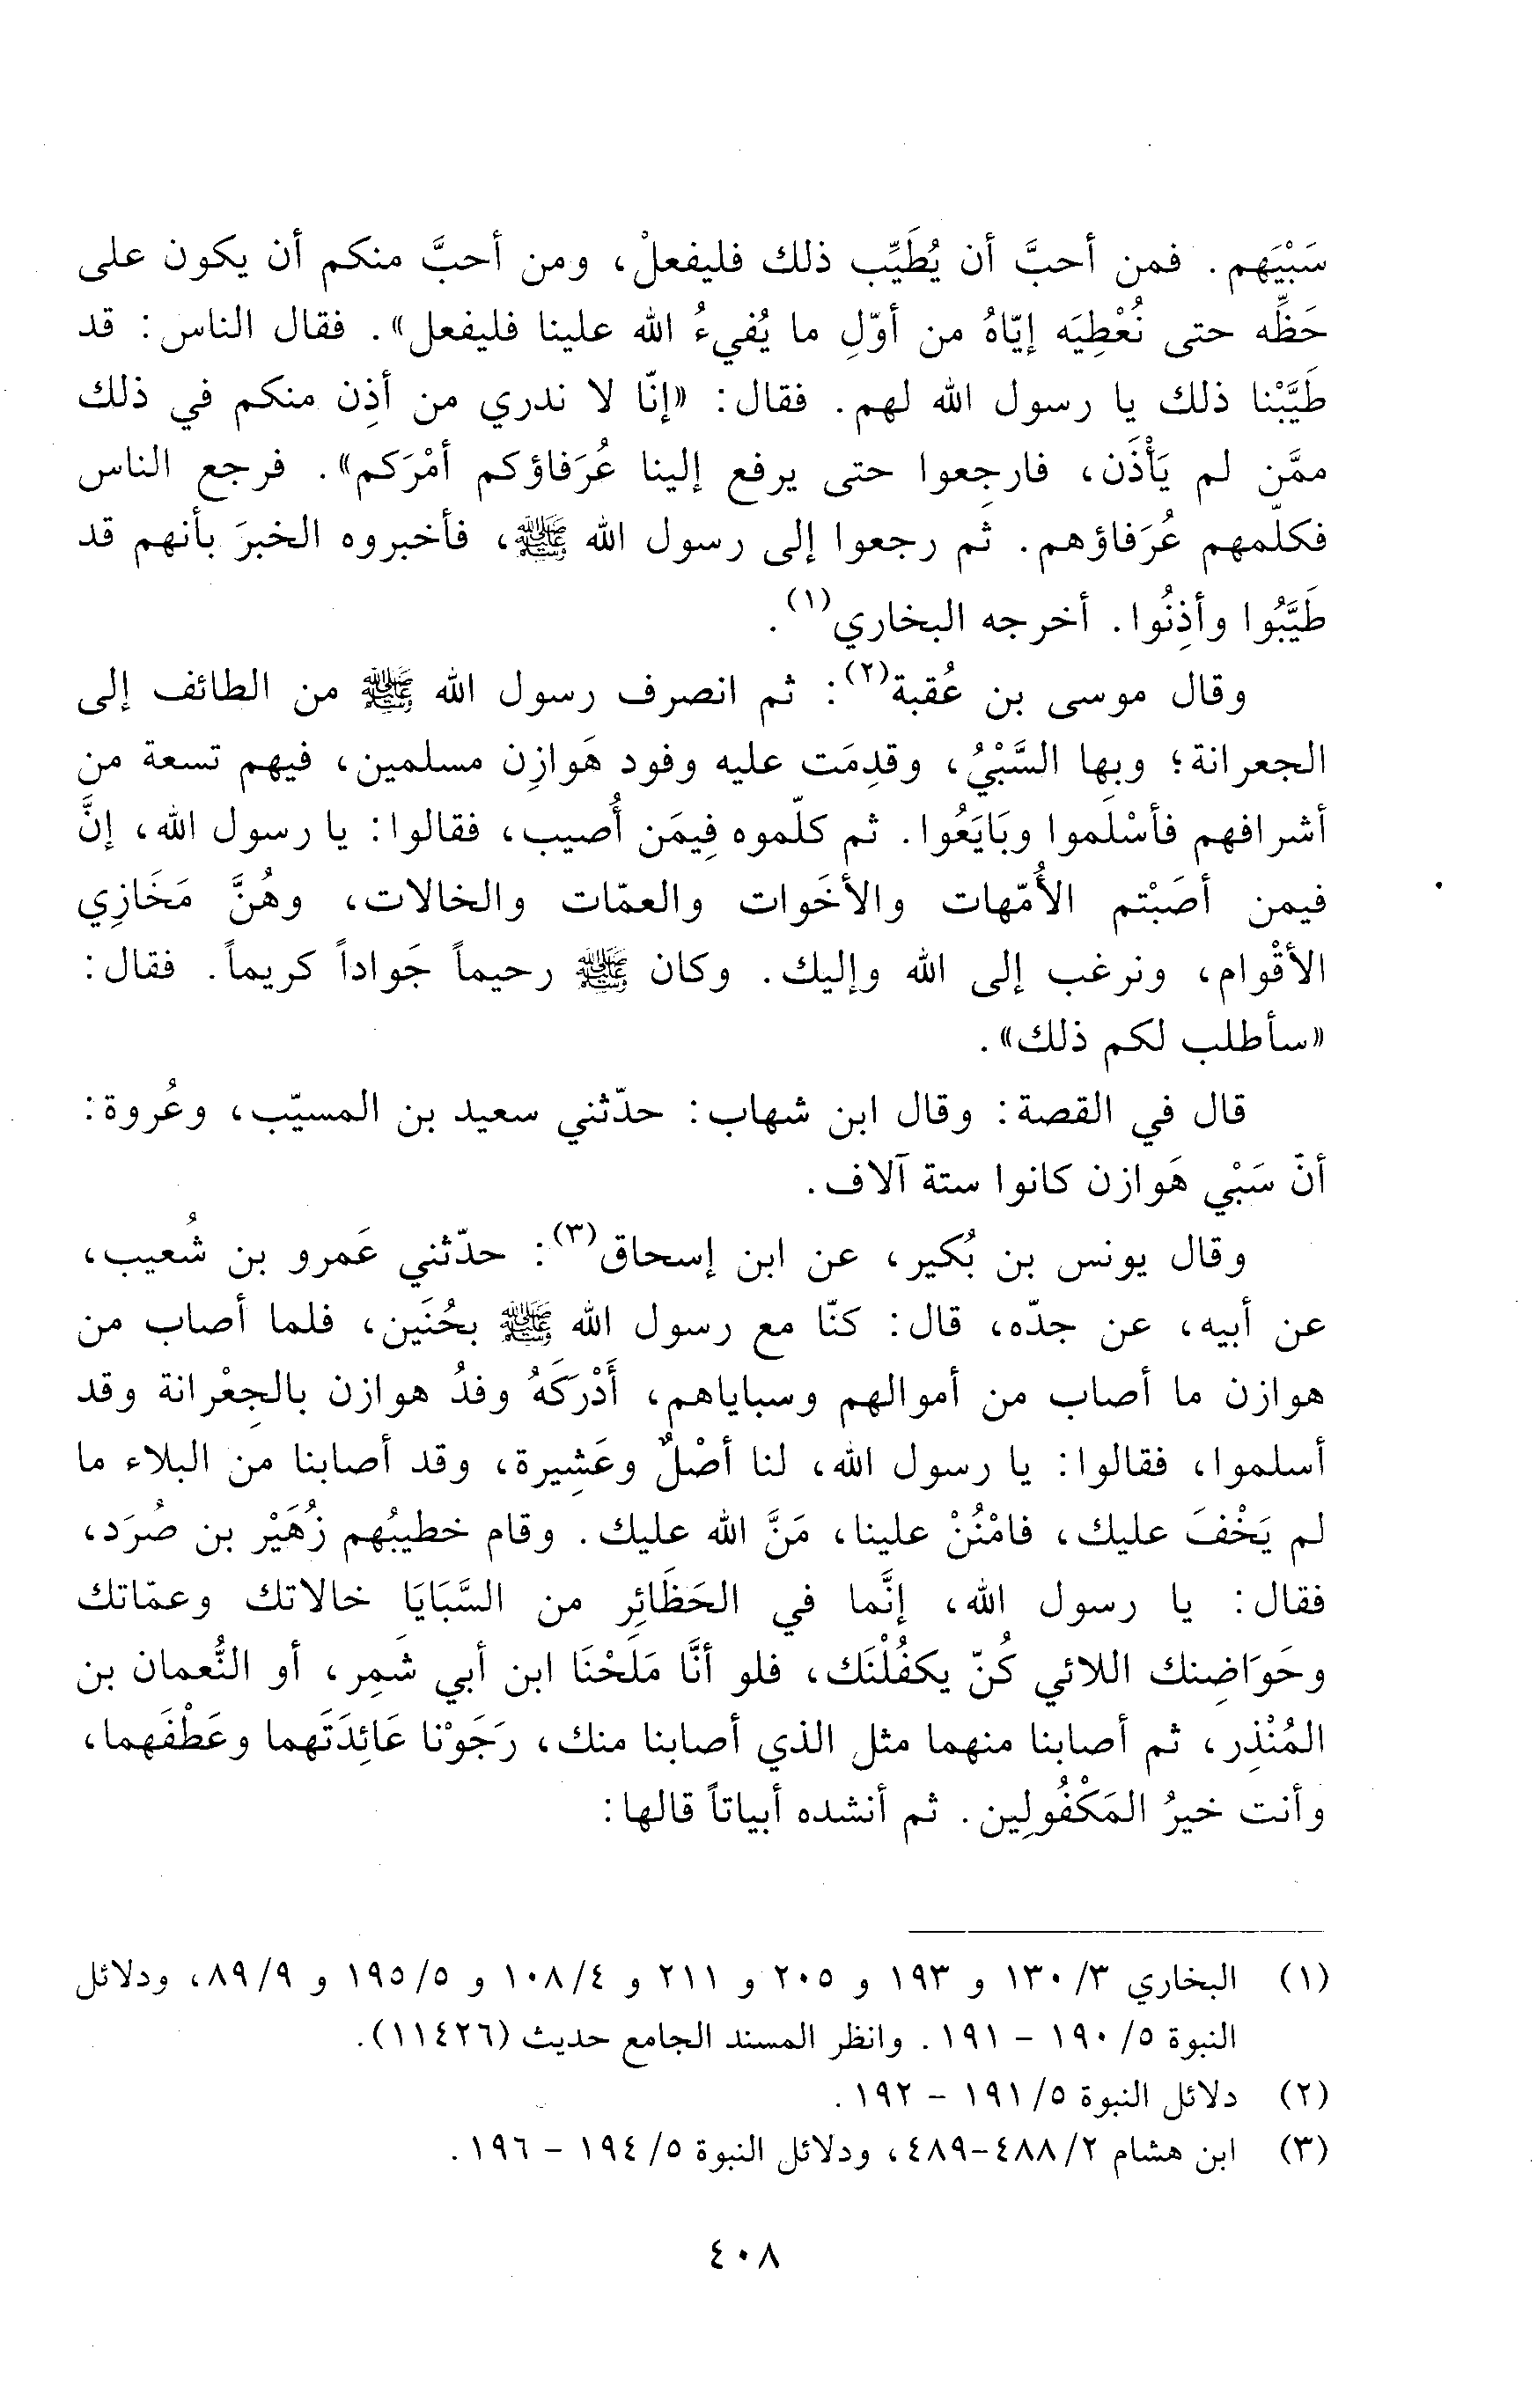 سَبْيَهم. فمن أحبَّ أن يُطَيِّب ذلك فليفعلْ، ومن أحبَّ منكم أن يكون على
حَظِّه حتى نُعْطِيَه إيّاهُ من أوّلِ ما يُفيءُ الله علينا فليفعل». فقال الناس: قد
طَيَّبْنا ذلك يا رسول الله لهم. فقال: «إنّا لا ندري من أذِن منكم في ذلك
ممَّن لم يَأْذَن، فارجِعوا حتى يرفع إلينا عُرَفاؤكم أمْرَكم». فرجع الناس
فكلّمهم عُرَفاؤهم. ثم رجعوا إلى رسول الله ﷺ، فأخبروه الخبرَ بأنهم قد
طَيَّبُوا وأذِنُوا. أخرجه البخاري(١).
وقال موسى بن عُقبة(٢): ثم انصرف رسول الله ﷺ من الطائف إلى
الجعرانة؛ وبها السَّبْيُ، وقدِمَت عليه وفود هَوازِن مسلمين، فيهم تسعة من
أشرافهم فأسْلَموا وبَايَعُوا. ثم كلّموه فِيمَن أُصيب، فقالوا: يا رسول الله، إنَّ
فيمن أصَبْتم الأُمّهات والأخَوات والعمّات والخالات، وهُنَّ مَخَازِي
الأقْوام، ونرغب إلى الله وإليك. وكان ﷺ رحيماً جَواداً كريماً. فقال:
«سأطلب لكم ذلك».
قال في القصة: وقال ابن شهاب: حدّثني سعيد بن المسيّب، وعُروة:
أنّ سَبْي هَوازن كانوا ستة آلاف.
وقال يونس بن بُكير، عن ابن إسحاق(٣): حدّثني عَمرو بن شُعيب،
عن أبيه، عن جدّه، قال: كنّا مع رسول الله ﷺ بحُنَين، فلما أصاب من
هوازن ما أصاب من أموالهم وسباياهم، أَدْرَكَهُ وفدُ هوازن بالجِعْرانة وقد
أسلموا، فقالوا: يا رسول الله، لنا أصْلٌ وعَشِيرة، وقد أصابنا من البلاء ما
لم يَخْفَ عليك، فامْنُنْ علينا، مَنَّ الله عليك. وقام خطيبُهم زُهَيْر بن صُرَد،
فقال: يا رسول الله، إنَّما في الحَظَائِر من السَّبَايَا خالاتك وعمّاتك
وحَوَاضِنك اللائي كُنّ يكفُلْنَك، فلو أنَّا مَلَحْنَا ابن أبي شَمِر، أو النُّعمان بن
المُنْذِر، ثم أصابنا منهما مثل الذي أصابنا منك، رَجَوْنا عَائِدَتَهما وعَطْفَهما،
وأنت خيرُ المَكْفُولِين. ثم أنشده أبياتاً قالها:
(١) البخاري ٣/ ١٣٠ و ١٩٣ و ٢٠٥ و ٢١١ و ٤/ ١٠٨ و ٥/ ١٩٥ و ٩/ ٨٩، ودلائل
النبوة ٥/ ١٩٠ - ١٩١. وانظر المسند الجامع حديث (١١٤٢٦).
(٢) دلائل النبوة ٥/ ١٩١ - ١٩٢.
(٣) ابن هشام ٢/ ٤٨٨-٤٨٩، ودلائل النبوة ٥/ ١٩٤ - ١٩٦.
٤٠٨